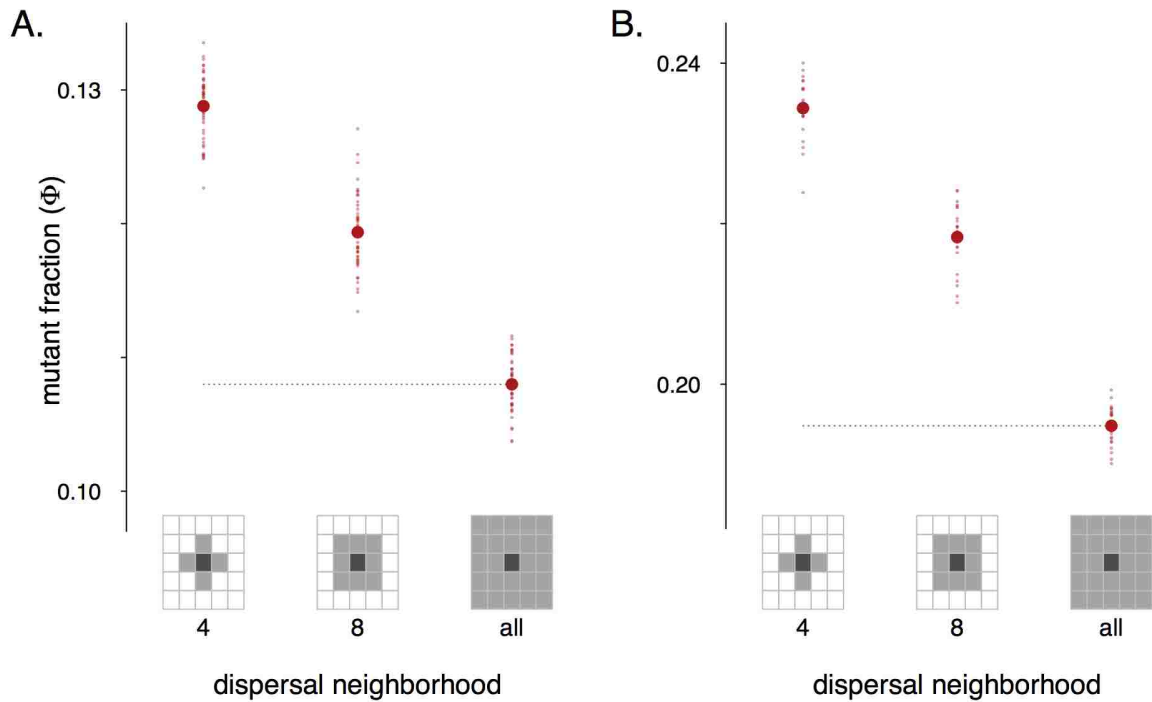 A.
0.13
0.10
mutant fraction (Φ)
4
8
all
dispersal neighborhood
B.
0.24
0.20
4
8
all
dispersal neighborhood